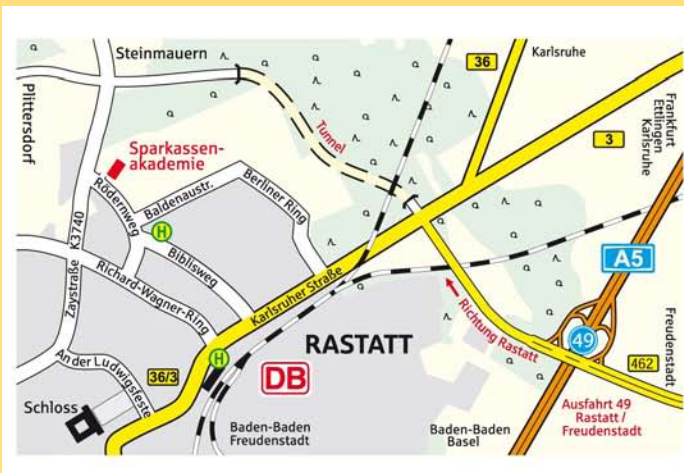 Steinmauern
Karlsruhe
36
Plittersdorf
Frankfurt
Ettlingen
Karlsruhe
Tunnel
3
Sparkassen-
akademie
Baldenaustr.
Berliner Ring
Rödernweg
H
K3740
Biblisweg
Zaystraße
Richard-Wagner-Ring
Karlsruher Straße
A5
Richtung Rastatt
RASTATT
49
Freudenstadt
H
An der Ludwigsfeste
36/3
DB
462
Schloss
Ausfahrt 49
Rastatt /
Freudenstadt
Baden-Baden
Freudenstadt
Baden-Baden
Basel